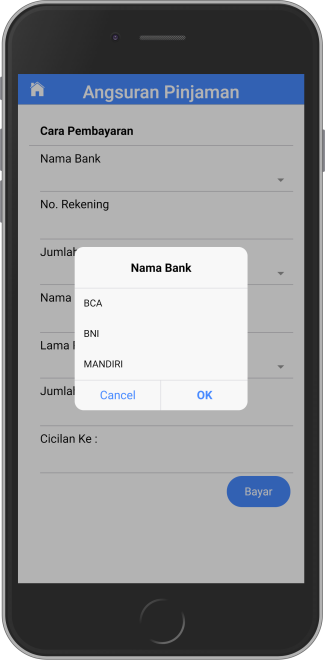 Angsuran Pinjaman
Cara Pembayaran
Nama Bank
No. Rekening
Jumlah
Nama Bank
BCA
BNI
MANDIRI
Cancel
OK
Nama
Lama
Jumlah
Cicilan Ke :
Bayar